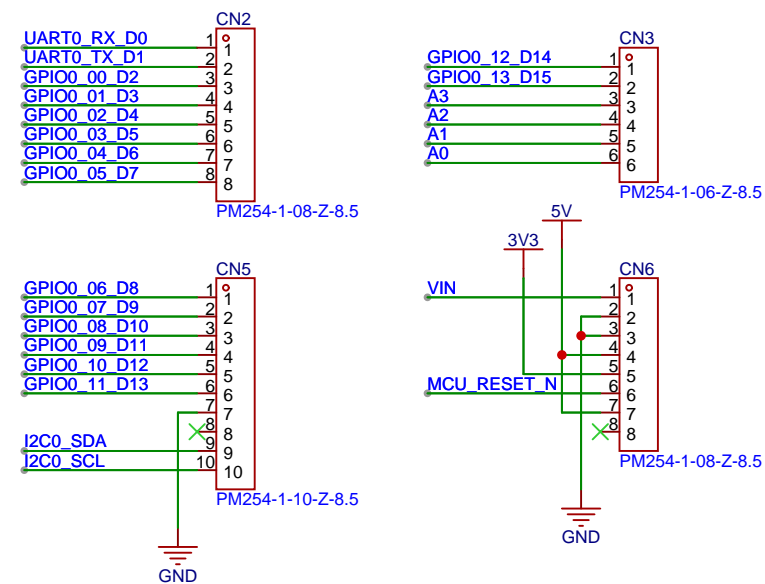 CN2
UART0_RX_D0 1 1
UART0_TX_D1 2 2
GPIO0_00_D2 3 3
GPIO0_01_D3 4 4
GPIO0_02_D4 5 5
GPIO0_03_D5 6 6
GPIO0_04_D6 7 7
GPIO0_05_D7 8 8
PM254-1-08-Z-8.5
CN3
GPIO0_12_D14 1 1
GPIO0_13_D15 2 2
A3 3 3
A2 4 4
A1 5 5
A0 6 6
PM254-1-06-Z-8.5
CN5
GPIO0_06_D8 1 1
GPIO0_07_D9 2 2
GPIO0_08_D10 3 3
GPIO0_09_D11 4 4
GPIO0_10_D12 5 5
GPIO0_11_D13 6 6
7 7
8 8
I2C0_SDA 9 9
I2C0_SCL 10 10
PM254-1-10-Z-8.5
GND
5V
3V3
CN6
VIN 1 1
2 2
3 3
4 4
5 5
MCU_RESET_N 6 6
7 7
8 8
PM254-1-08-Z-8.5
GND